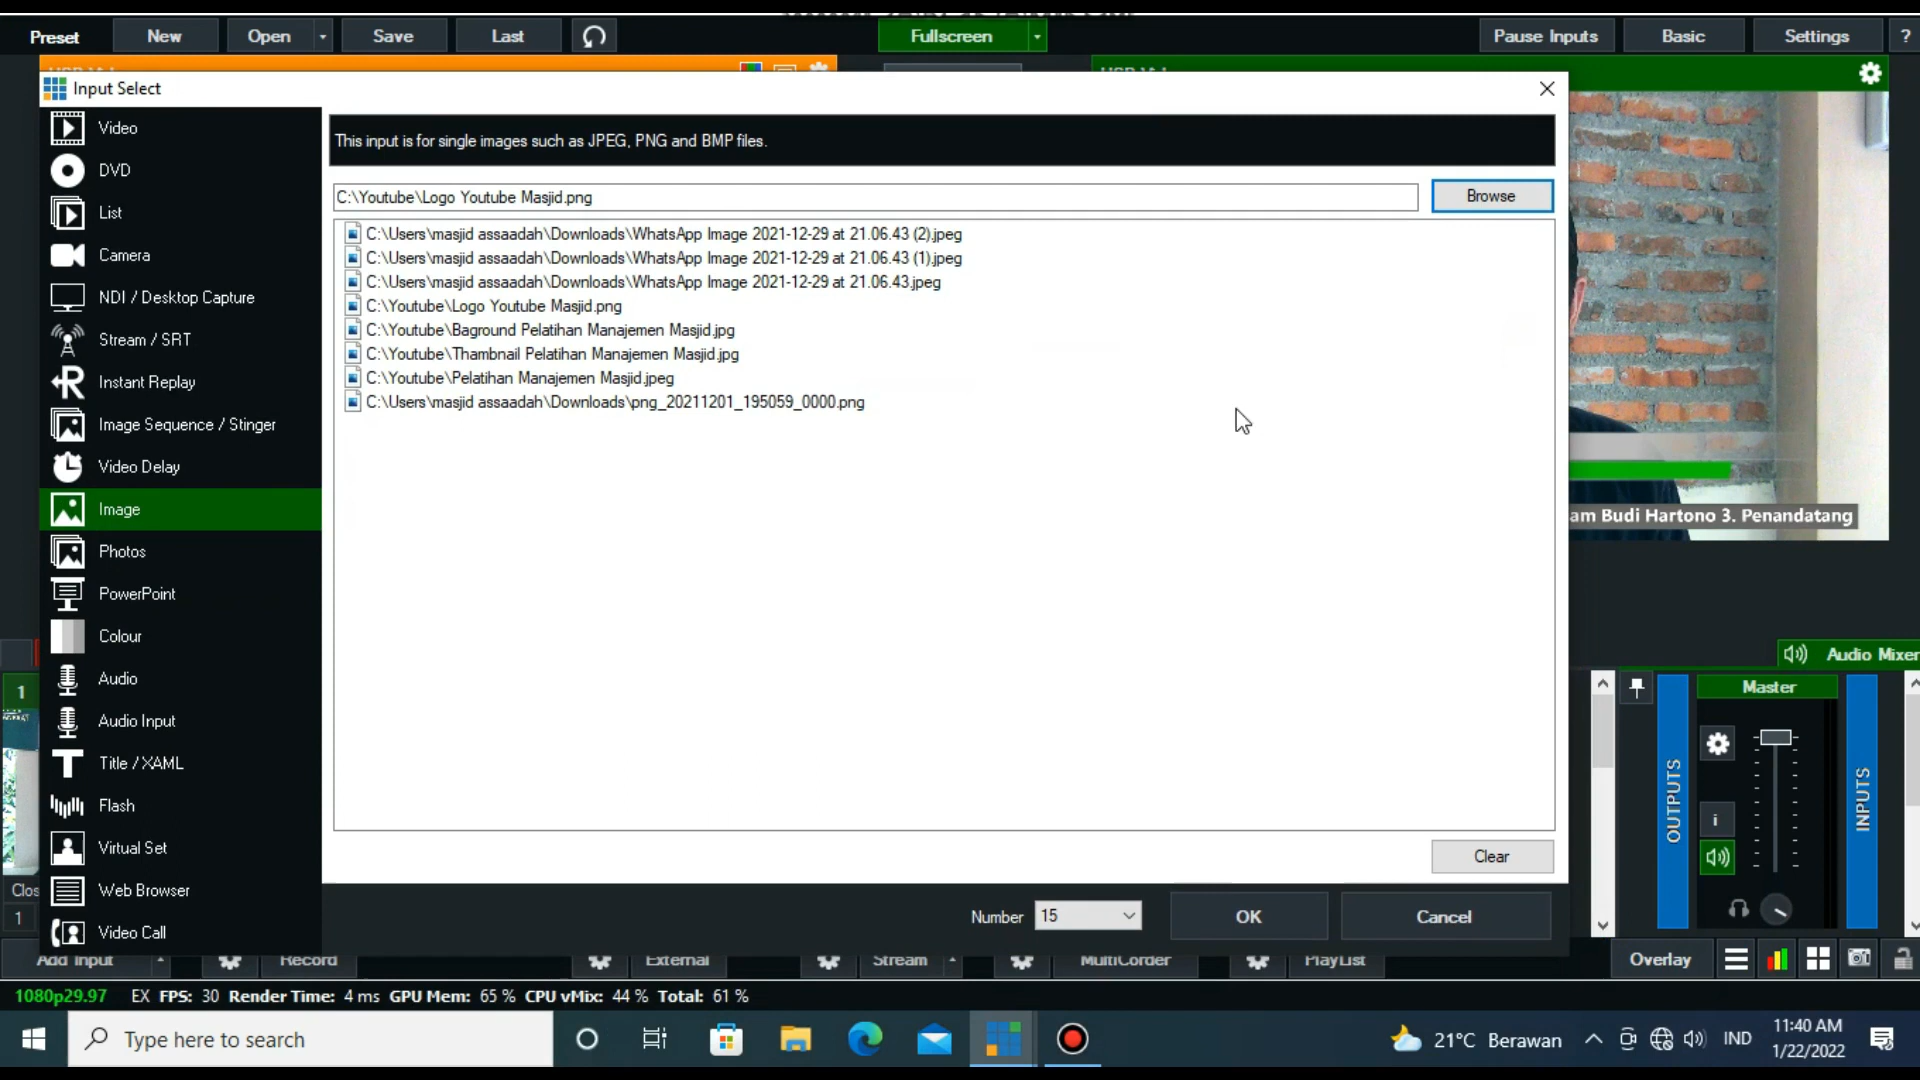 Preset
New
Open
Save
Last
Fullscreen
Pause Inputs
Basic
Settings
?
Input Select
Video
DVD
List
Camera
NDI / Desktop Capture
Stream / SRT
Instant Replay
Image Sequence / Stinger
Video Delay
Image
Photos
PowerPoint
Colour
Audio
Audio Input
Title / XAML
Flash
Virtual Set
Web Browser
Video Call
This input is for single images such as JPEG, PNG and BMP files.
C:\Youtube\Logo Youtube Masjid.png
Browse
C:\Users\masjid assaadah\Downloads\WhatsApp Image 2021-12-29 at 21.06.43 (2).jpeg
C:\Users\masjid assaadah\Downloads\WhatsApp Image 2021-12-29 at 21.06.43 (1).jpeg
C:\Users\masjid assaadah\Downloads\WhatsApp Image 2021-12-29 at 21.06.43.jpeg
C:\Youtube\Logo Youtube Masjid.png
C:\Youtube\Baground Pelatihan Manajemen Masjid.jpg
C:\Youtube\Thambnail Pelatihan Manajemen Masjid.jpg
C:\Youtube\Pelatihan Manajemen Masjid.jpeg
C:\Users\masjid assaadah\Downloads\png_20211201_195059_0000.png
Clear
Number 15
OK
Cancel
am Budi Hartono 3. Penandatang
Audio Mixer
Master
OUTPUTS
INPUTS
i
1
Clos
1
Add Input
Record
External
Stream
MultiCorder
PlayList
Overlay
1080p29.97 EX FPS: 30 Render Time: 4 ms GPU Mem: 65 % CPU vMix: 44 % Total: 61 %
Type here to search
21°C Berawan
IND
11:40 AM
1/22/2022